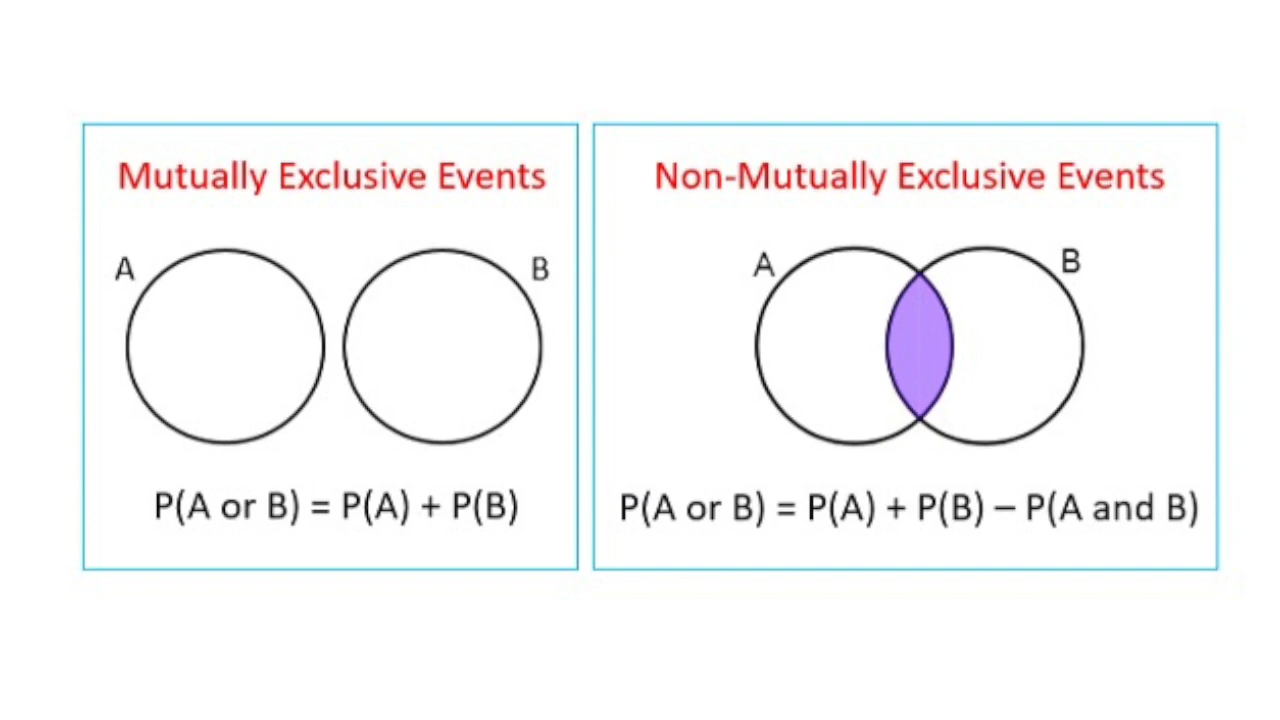 Mutually Exclusive Events
A
B
P(A or B) = P(A) + P(B)
Non-Mutually Exclusive Events
A
B
P(A or B) = P(A) + P(B) – P(A and B)